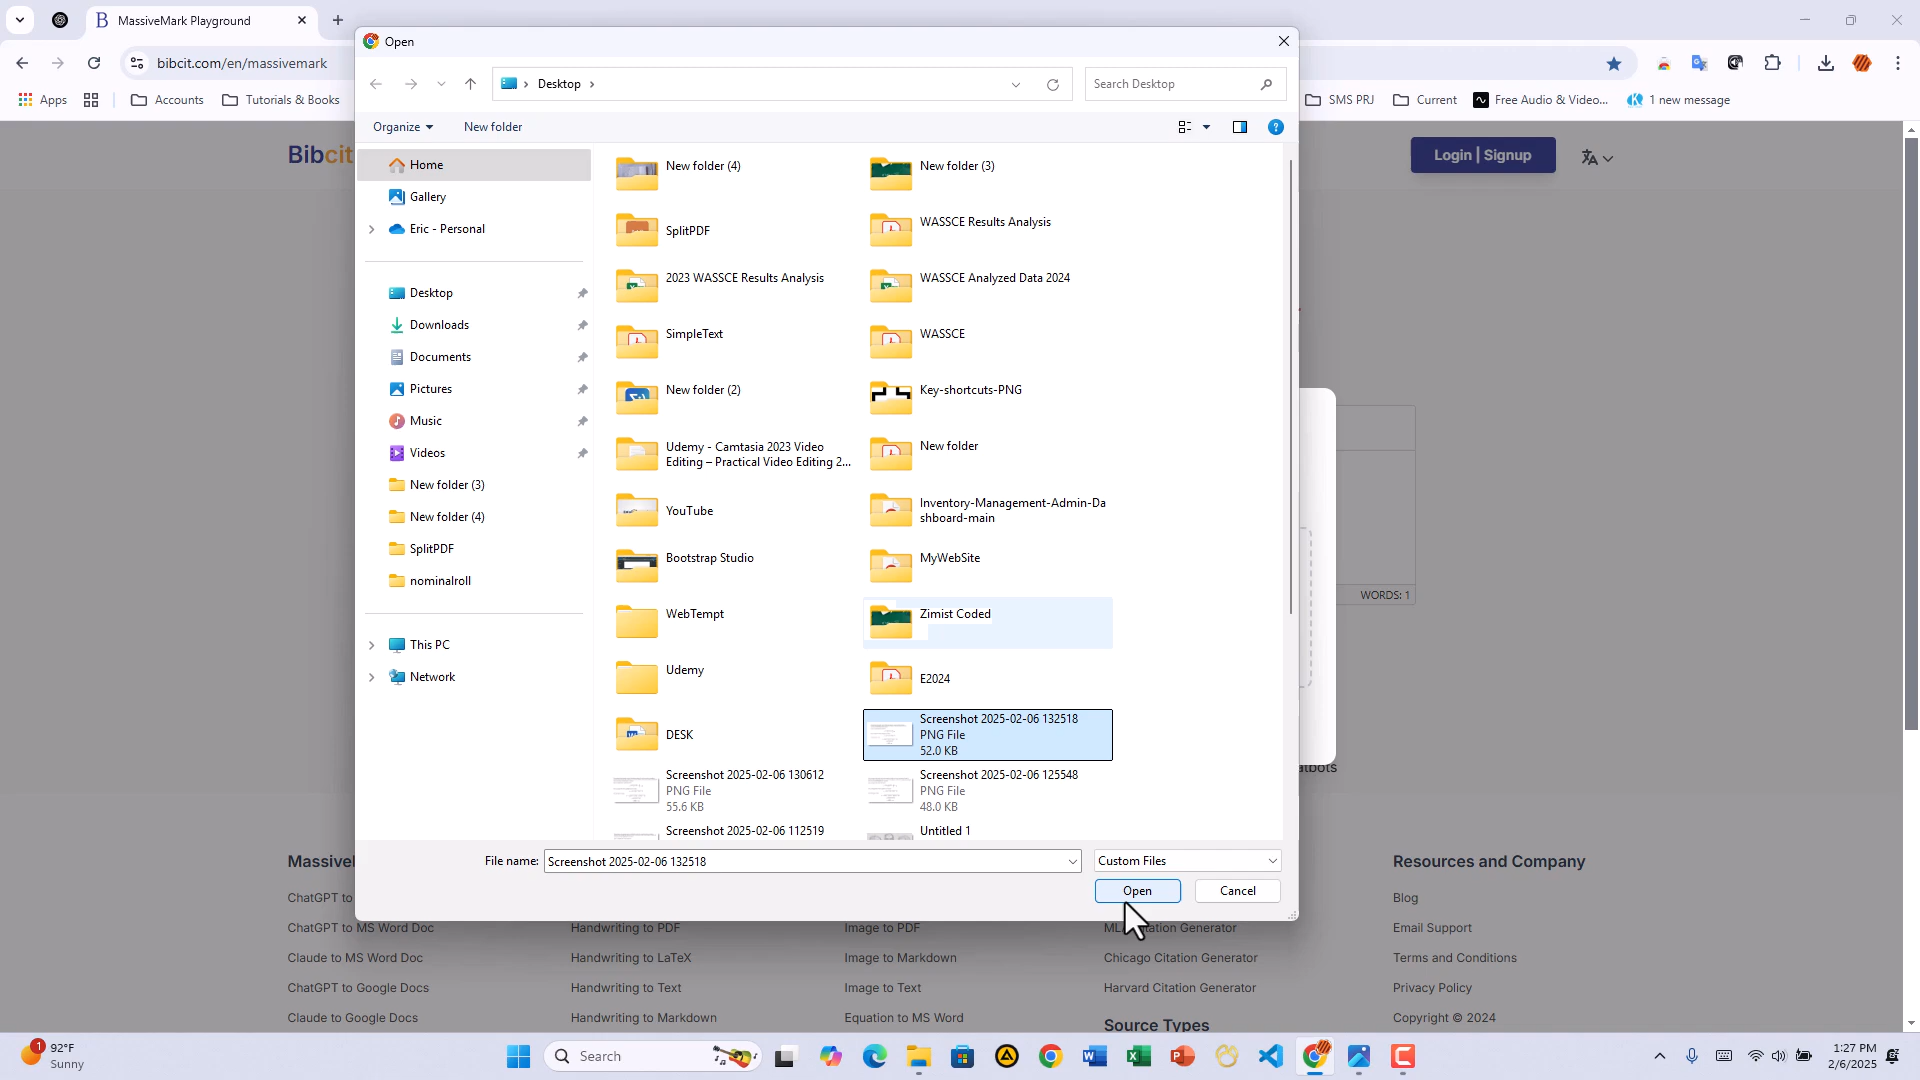 MassiveMark Playground
bibcit.com/en/massivemark
Apps
Accounts
Tutorials & Books
SMS PRJ
Current
Free Audio & Video...
1 new message
Bibcit
Login | Signup
Open
Desktop
Search Desktop
Organize
New folder
Home
Gallery
Eric - Personal
Desktop
Downloads
Documents
Pictures
Music
Videos
New folder (3)
New folder (4)
SplitPDF
nominalroll
This PC
Network
New folder (4)
New folder (3)
SplitPDF
WASSCE Results Analysis
2023 WASSCE Results Analysis
WASSCE Analyzed Data 2024
SimpleText
WASSCE
New folder (2)
Key-shortcuts-PNG
Udemy - Camtasia 2023 Video
Editing – Practical Video Editing 2...
New folder
YouTube
Inventory-Management-Admin-Da
shboard-main
Bootstrap Studio
MyWebSite
WebTempt
Zimist Coded
Udemy
E2024
DESK
Screenshot 2025-02-06 132518
PNG File
52.0 KB
Screenshot 2025-02-06 130612
PNG File
55.6 KB
Screenshot 2025-02-06 125548
PNG File
48.0 KB
Screenshot 2025-02-06 112519
Untitled 1
File name:
Screenshot 2025-02-06 132518
Custom Files
Open
Cancel
WORDS: 1
Massivel
ChatGPT to
ChatGPT to MS Word Doc
Claude to MS Word Doc
ChatGPT to Google Docs
Claude to Google Docs
Handwriting to PDF
Handwriting to LaTeX
Handwriting to Text
Handwriting to Markdown
Image to PDF
Image to Markdown
Image to Text
Equation to MS Word
Generator
Chicago Citation Generator
Harvard Citation Generator
Source Types
Resources and Company
Blog
Email Support
Terms and Conditions
Privacy Policy
Copyright © 2024
1
92°F
Sunny
Search
1:27 PM
2/6/2025